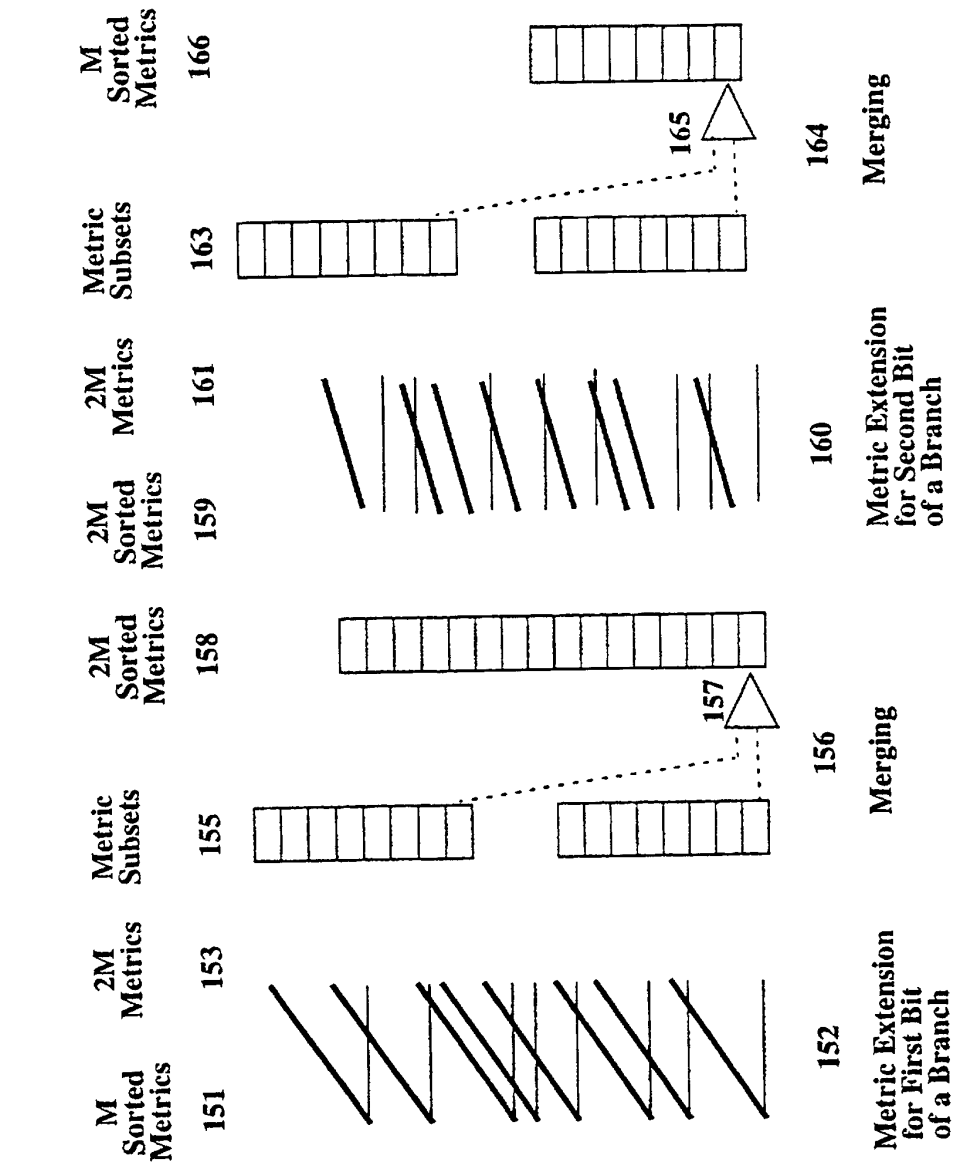 M
Sorted
Metrics
151
2M
Metrics
153
Metric
Subsets
155
2M
Sorted
Metrics
158
2M
Sorted
Metrics
159
2M
Metrics
161
Metric
Subsets
163
M
Sorted
Metrics
166
157
165
152
156
160
164
Metric Extension
for First Bit
of a Branch
Merging
Metric Extension
for Second Bit
of a Branch
Merging